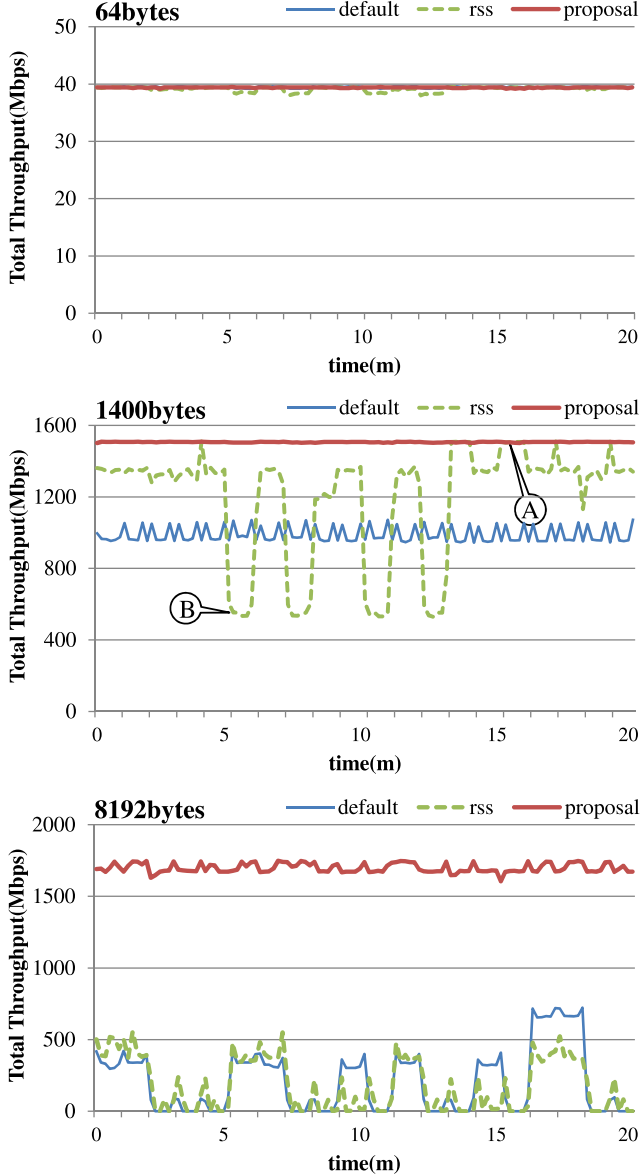 64bytes
default rss proposal
50
40
30
20
10
0
Total Throughput(Mbps)
0 5 10 15 20
time(m)
1400bytes
default rss proposal
1600
1200
800
400
0
Total Throughput(Mbps)
A
B
0 5 10 15 20
time(m)
8192bytes
default rss proposal
2000
1500
1000
500
0
Total Throughput(Mbps)
0 5 10 15 20
time(m)